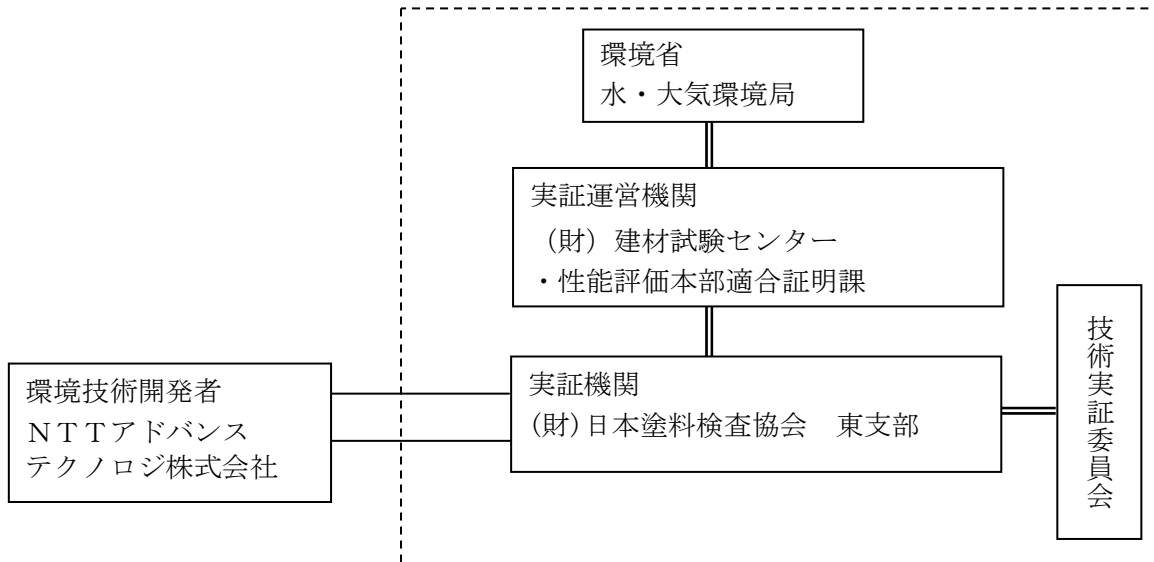 環境省
水・大気環境局
実証運営機関
（財）建材試験センター
・性能評価本部適合証明課
技術実証委員会
環境技術開発者
ＮＴＴアドバンス
テクノロジ株式会社
実証機関
(財)日本塗料検査協会　東支部